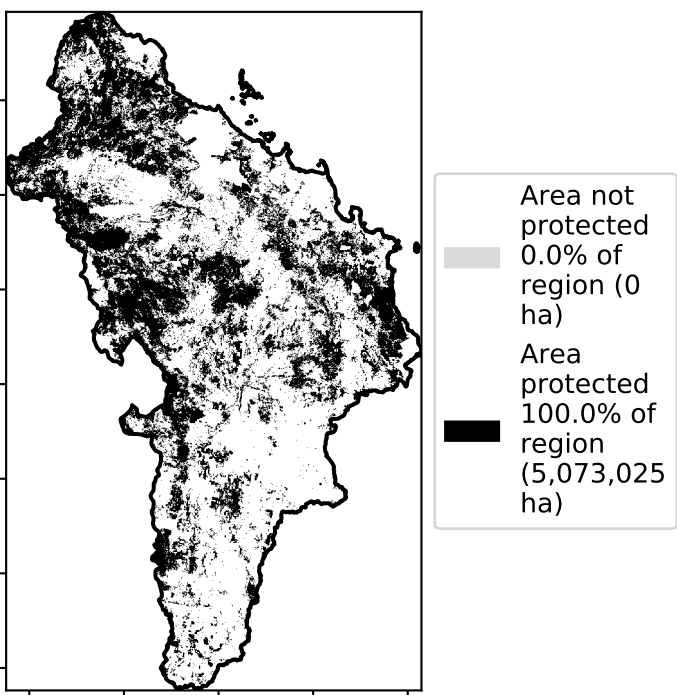 Area not
protected
0.0% of
region (0
ha)
Area
protected
100.0% of
region
(5,073,025
ha)